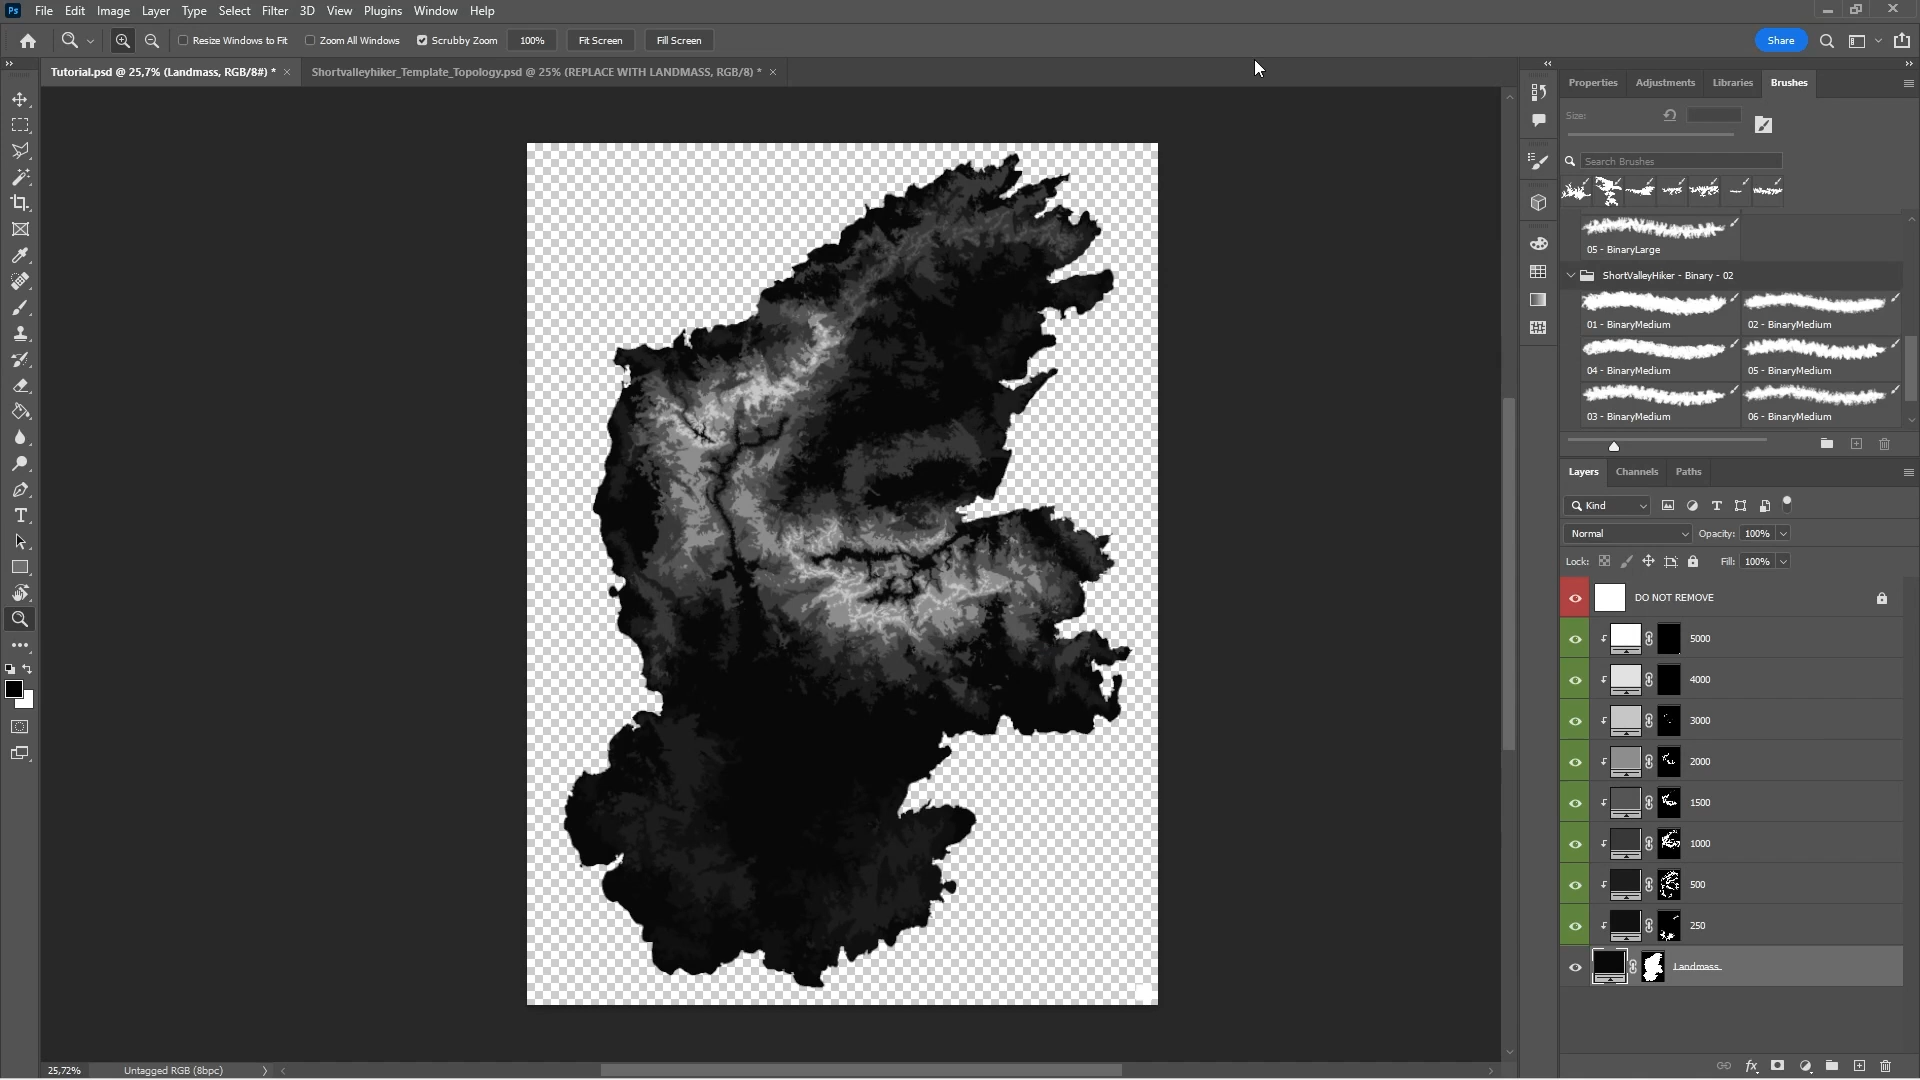 Ps File Edit Image Layer Type Select Filter 3D View Plugins Window Help
Resize Windows to Fit Zoom All Windows Scrubby Zoom 100% Fit Screen Fill Screen Share
Tutorial.psd @ 25,7% (Landmass, RGB/8#) * Shortvalleyhiker_Template_Topology.psd @ 25% (REPLACE WITH LANDMASS, RGB/8) *
Properties Adjustments Libraries Brushes
Size:
Search Brushes
05 - BinaryLarge
ShortValleyHiker - Binary - 02
01 - BinaryMedium 02 - BinaryMedium
04 - BinaryMedium 05 - BinaryMedium
03 - BinaryMedium 06 - BinaryMedium
Layers Channels Paths
Kind
Normal Opacity: 100%
Lock: Fill: 100%
DO NOT REMOVE
5000
4000
3000
2000
1500
1000
500
250
Landmass
fx
25,72% Untagged RGB (8bpc)